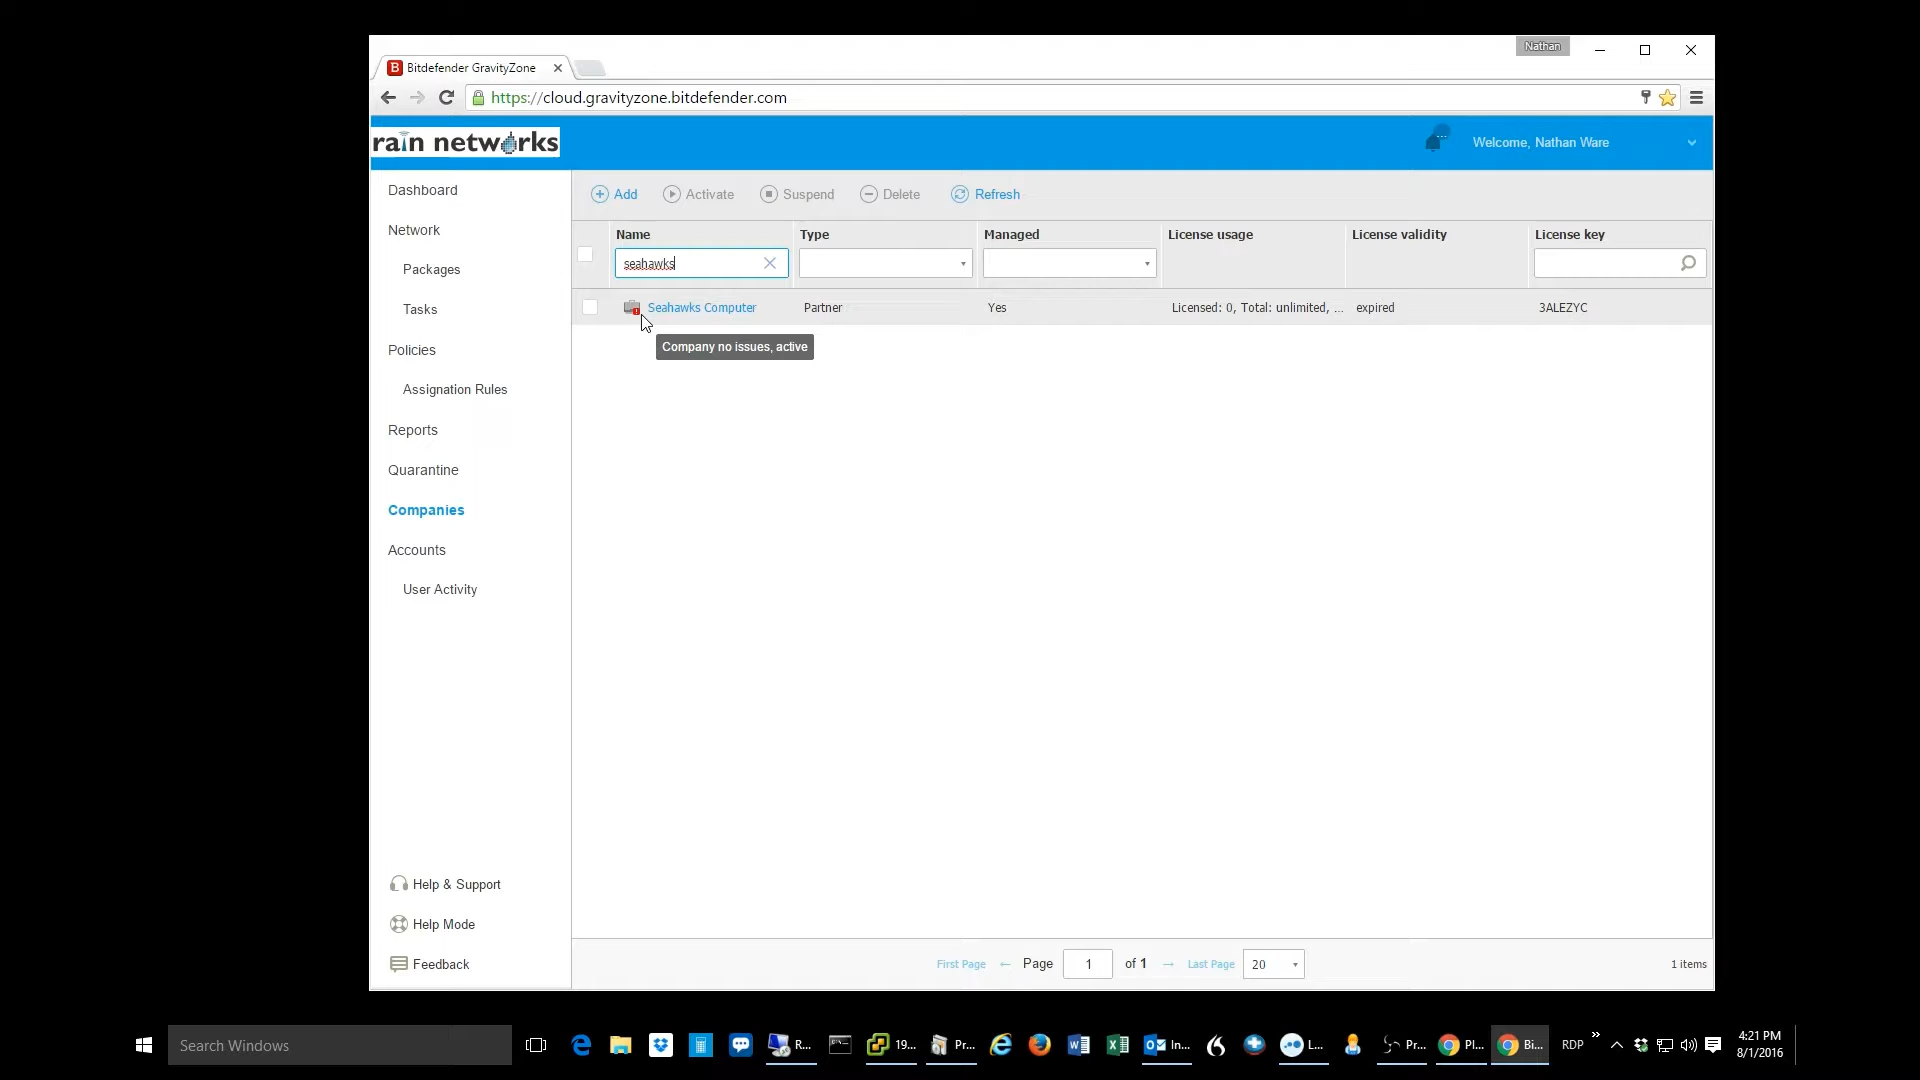 Nathan
Bitdefender GravityZone
https://cloud.gravityzone.bitdefender.com
rain networks
Welcome, Nathan Ware
Dashboard
Network
Packages
Tasks
Policies
Assignation Rules
Reports
Quarantine
Companies
Accounts
User Activity
Help & Support
Help Mode
Feedback
Add Activate Suspend Delete Refresh
Name Type Managed License usage License validity License key
seahawks
Seahawks Computer Partner Yes Licensed: 0, Total: unlimited, ... expired 3ALEZYC
Company no issues, active
First Page ← Page 1 of 1 → Last Page 20 1 items
Search Windows R... 19... Pr... In... L... Pr... Pl... Bi... RDP 4:21 PM
8/1/2016